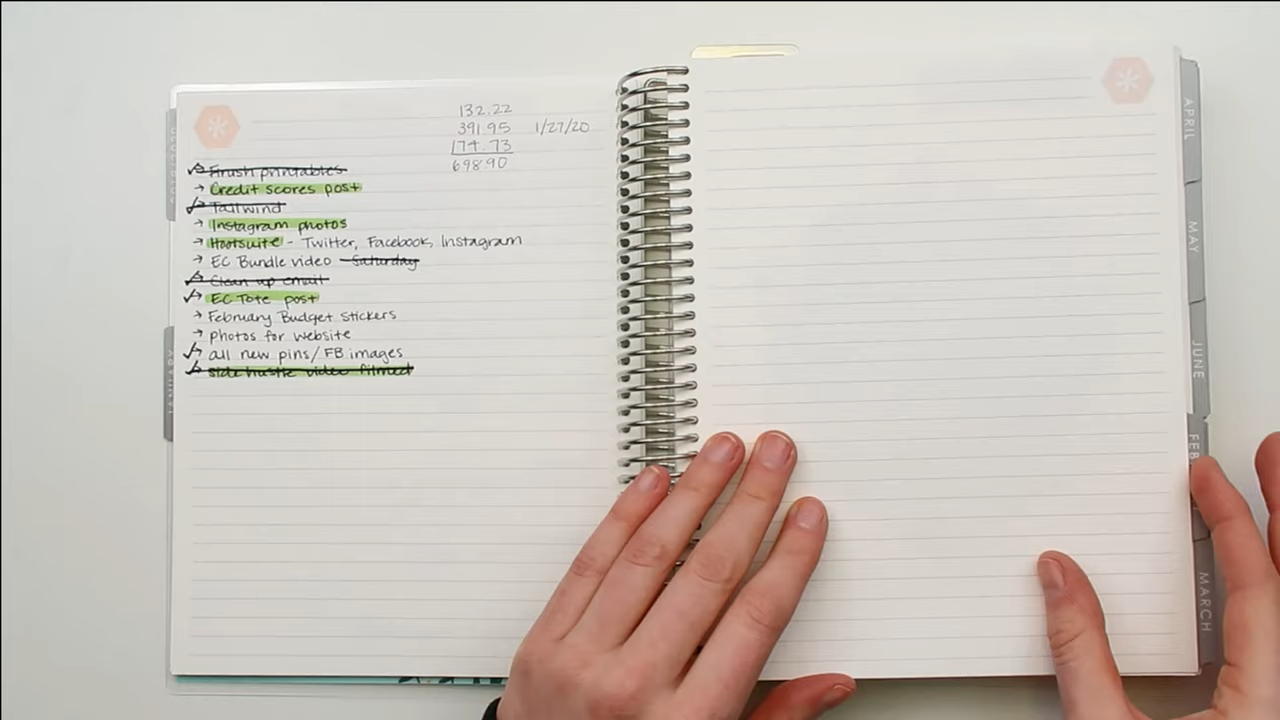 132.22
391.95 1/27/20
174.73
698.90
Finish printables
→ Credit scores post
Tailwind
→ Instagram photos
→ Hootsuite - Twitter, Facebook, Instagram
→ EC Bundle video - Saturday
Clean up email
→ EC Tote post
→ February Budget Stickers
→ photos for website
→ all new pins/FB images
→ side hustle video filmed
APRIL
MAY
JUNE
FEB
MARCH
JANUARY